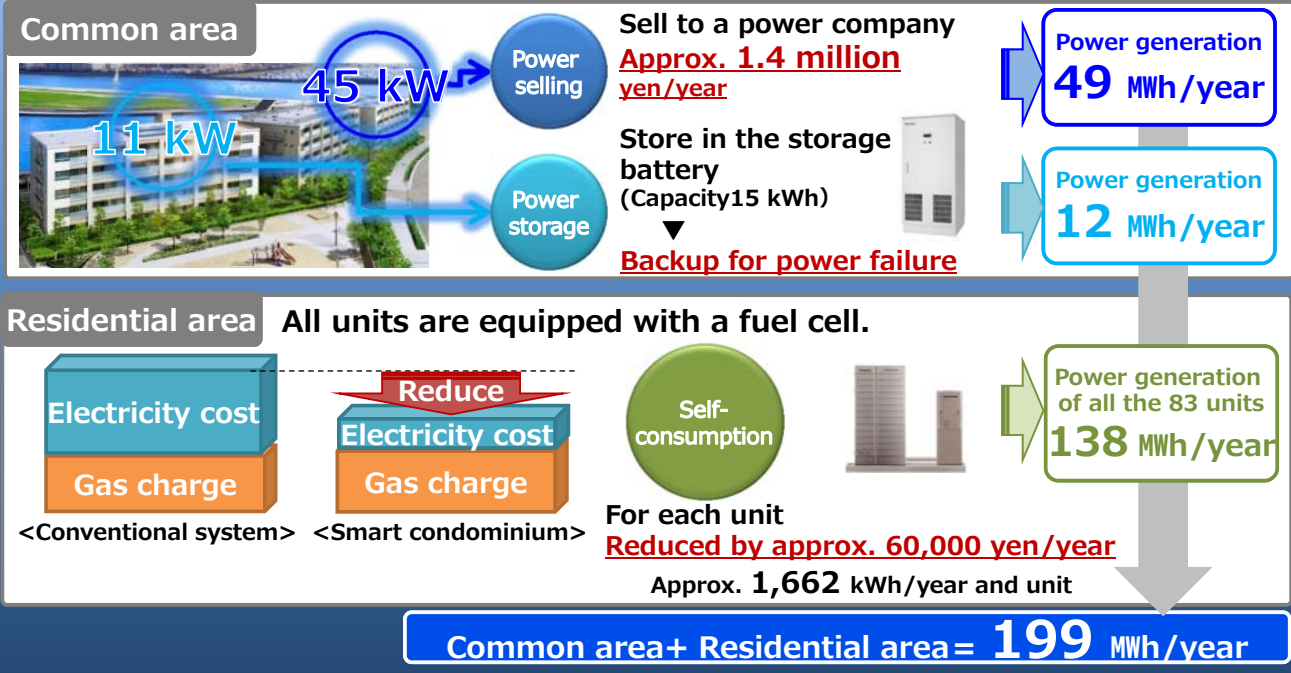 Common area
45 kW
11 kW
Power
selling
Sell to a power company
Approx. 1.4 million
yen/year
Power generation
49 MWh/year
Power
storage
Store in the storage
battery
(Capacity15 kWh)
▼
Backup for power failure
Power generation
12 MWh/year
Residential area
All units are equipped with a fuel cell.
Electricity cost
Gas charge
<Conventional system>
Reduce
Electricity cost
Gas charge
<Smart condominium>
Self-
consumption
For each unit
Reduced by approx. 60,000 yen/year
Approx. 1,662 kWh/year and unit
Power generation
of all the 83 units
138 MWh/year
Common area+ Residential area= 199 MWh/year